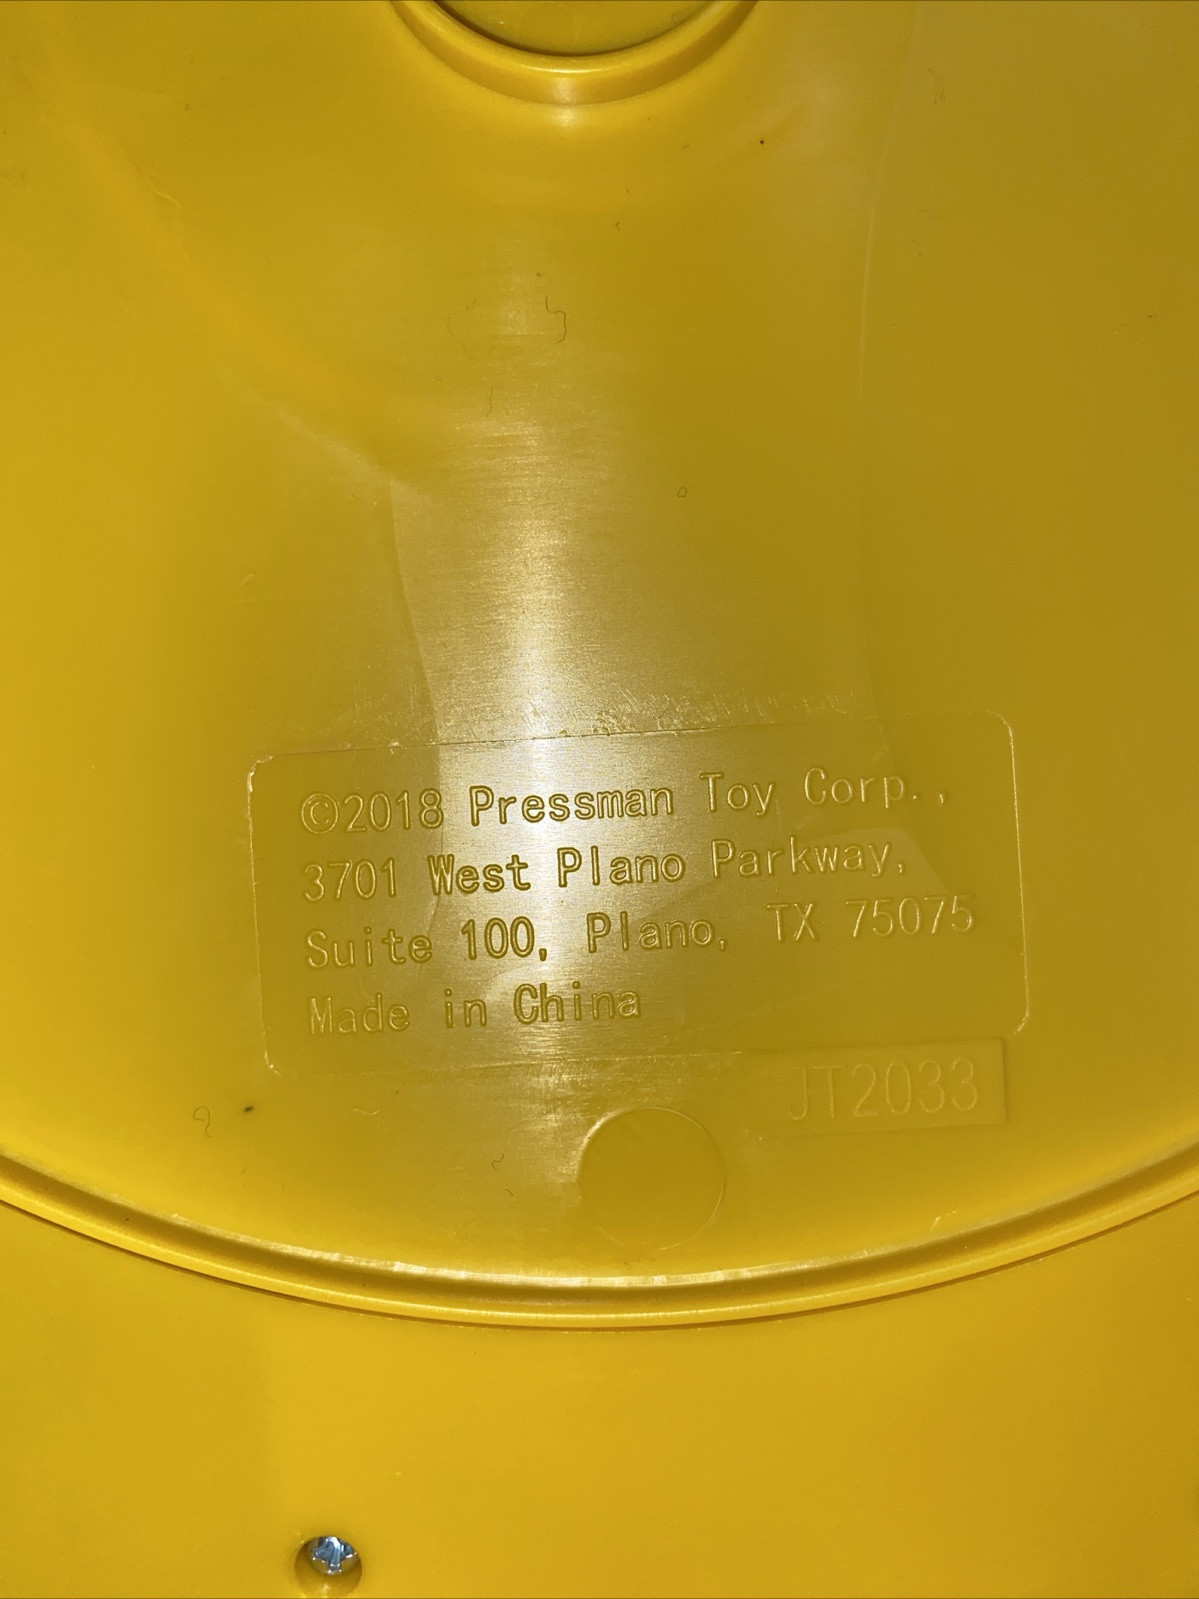 ©2018 Pressman Toy Corp.,
3701 West Plano Parkway,
Suite 100, Plano, TX 75075
Made in China
JT2033